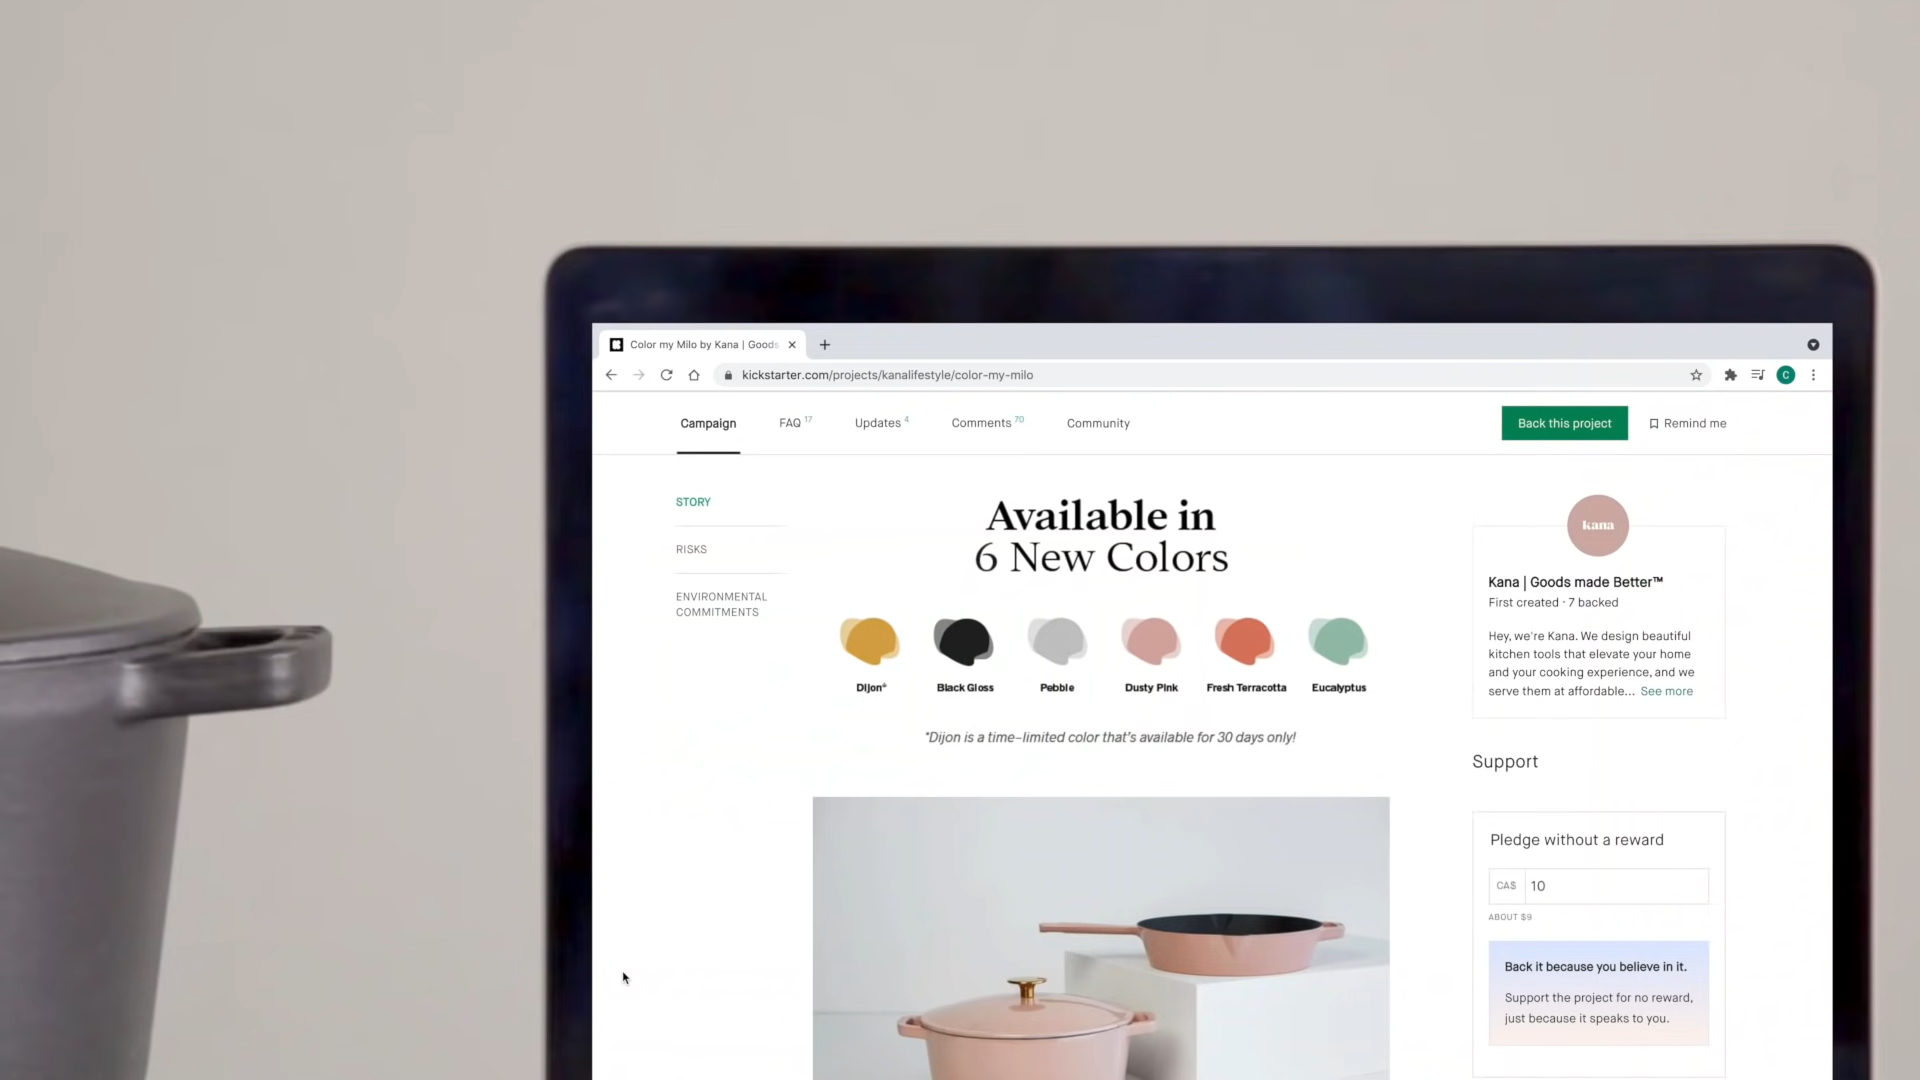 Color my Milo by Kana | Goods
kickstarter.com/projects/kanalifestyle/color-my-milo
Campaign
FAQ 17
Updates 4
Comments 70
Community
Back this project
Remind me
STORY
RISKS
ENVIRONMENTAL
COMMITMENTS
Available in
6 New Colors
Dijon*
Black Gloss
Pebble
Dusty Pink
Fresh Terracotta
Eucalyptus
*Dijon is a time-limited color that's available for 30 days only!
kana
Kana | Goods made Better™
First created · 7 backed
Hey, we're Kana. We design beautiful
kitchen tools that elevate your home
and your cooking experience, and we
serve them at affordable... See more
Support
Pledge without a reward
CA$ 10
ABOUT $9
Back it because you believe in it.
Support the project for no reward,
just because it speaks to you.
C